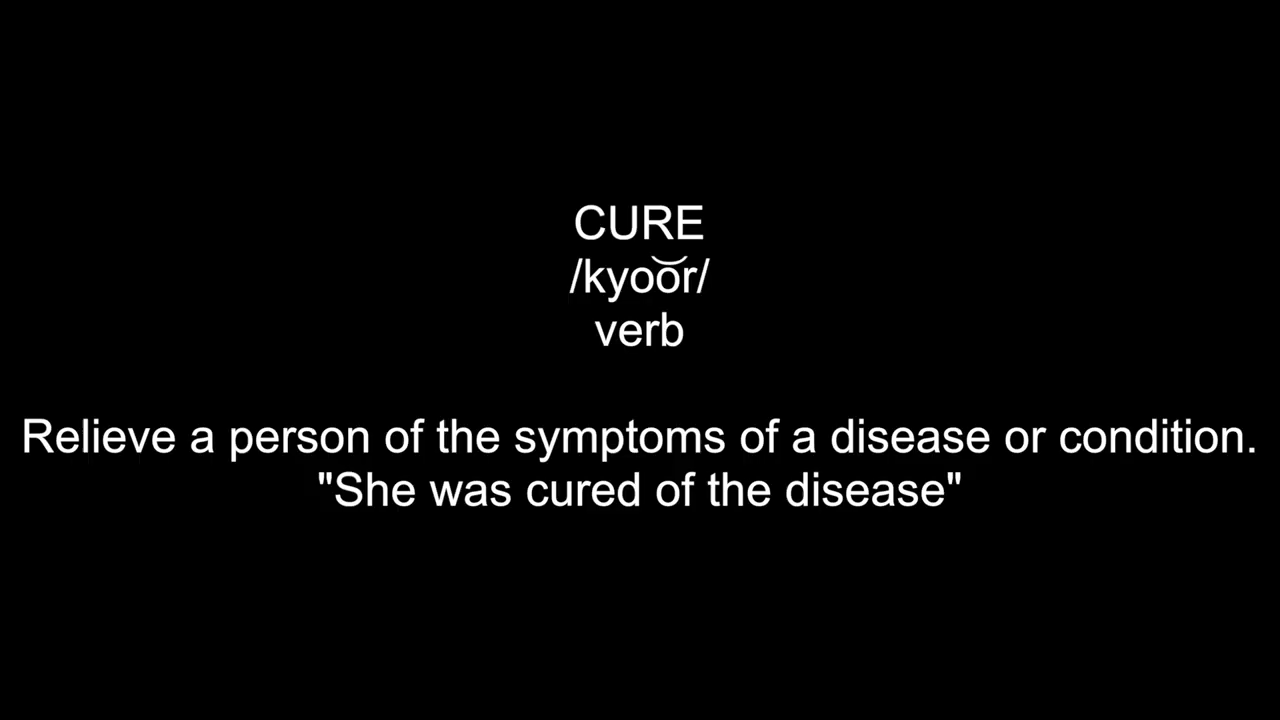 CURE
/kyo͝or/
verb
Relieve a person of the symptoms of a disease or condition.
"She was cured of the disease"